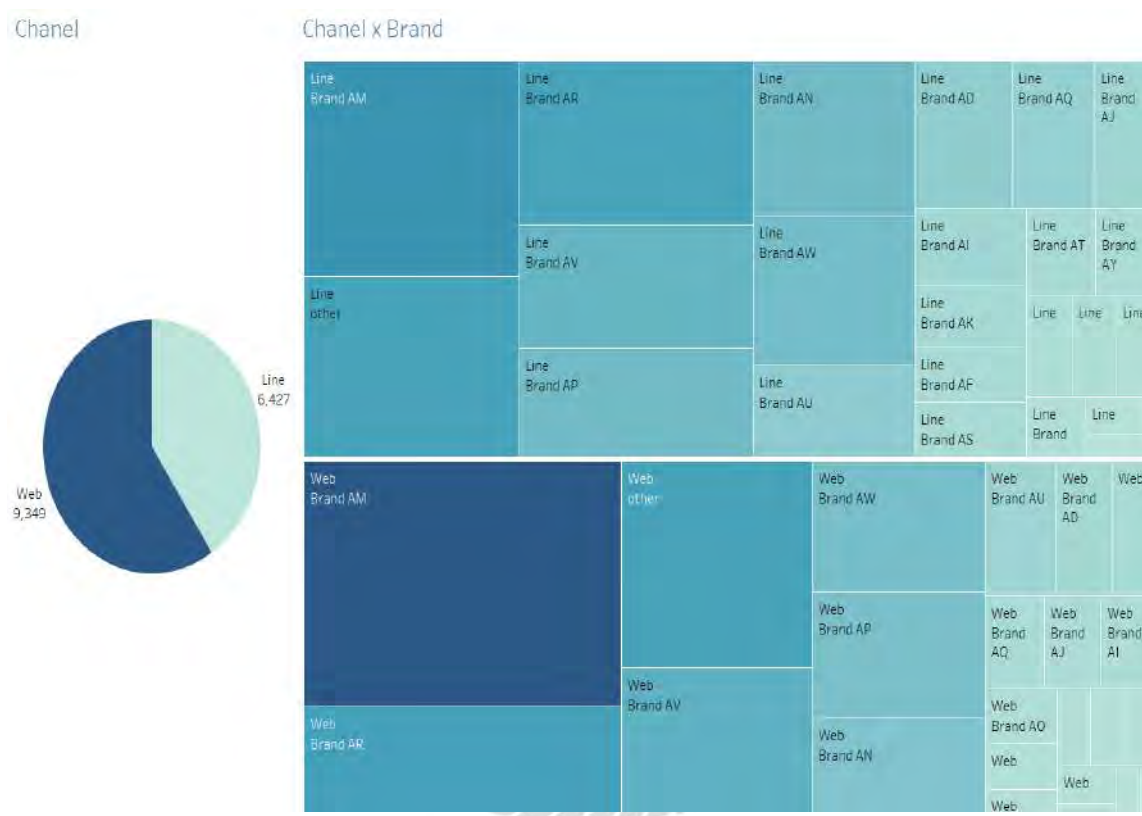 Chanel
Chanel x Brand
Line
6,427
Web
9,349
Line
Brand AM
Line
Brand AR
Line
Brand AN
Line
Brand AD
Line
Brand AQ
Line
Brand
AJ
Line
other
Line
Brand AV
Line
Brand AP
Line
Brand AW
Line
Brand AU
Line
Brand AI
Line
Brand AT
Line
Brand
AY
Line
Brand AK
Line
Line
Line
Line
Brand AF
Line
Brand AS
Line
Brand
Line
Web
Brand AM
Web
other
Web
Brand AW
Web
Brand AU
Web
Brand
AD
Web
Web
Brand AR
Web
Brand AV
Web
Brand AP
Web
Brand AN
Web
Brand
AQ
Web
Brand
AJ
Web
Brand
AI
Web
Brand AO
Web
Web
Web